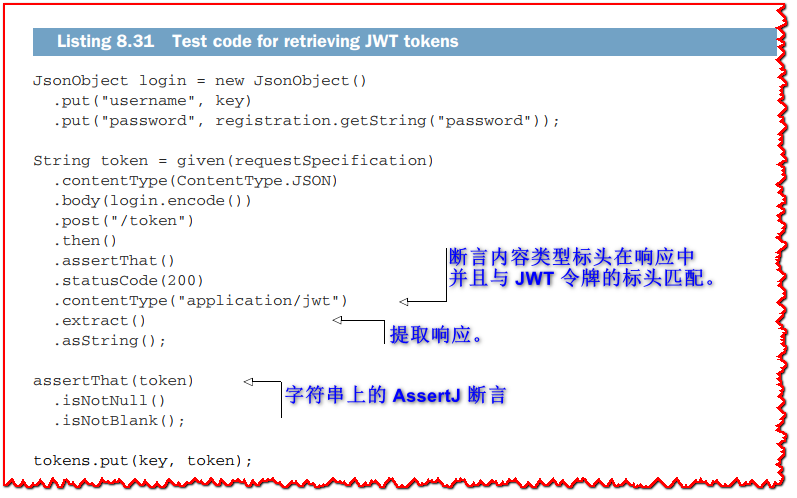 Listing 8.31 Test code for retrieving JWT tokens
JsonObject login = new JsonObject()
.put("username", key)
.put("password", registration.getString("password"));
String token = given(requestSpecification)
.contentType(ContentType.JSON)
.body(login.encode())
.post("/token")
.then()
.assertThat()
.statusCode(200)
.contentType("application/jwt")
断言内容类型标头在响应中
并且与 JWT 令牌的标头匹配。
.extract()
提取响应。
.asString();
assertThat(token)
字符串上的 AssertJ 断言
.isNotNull()
.isNotBlank();
tokens.put(key, token);